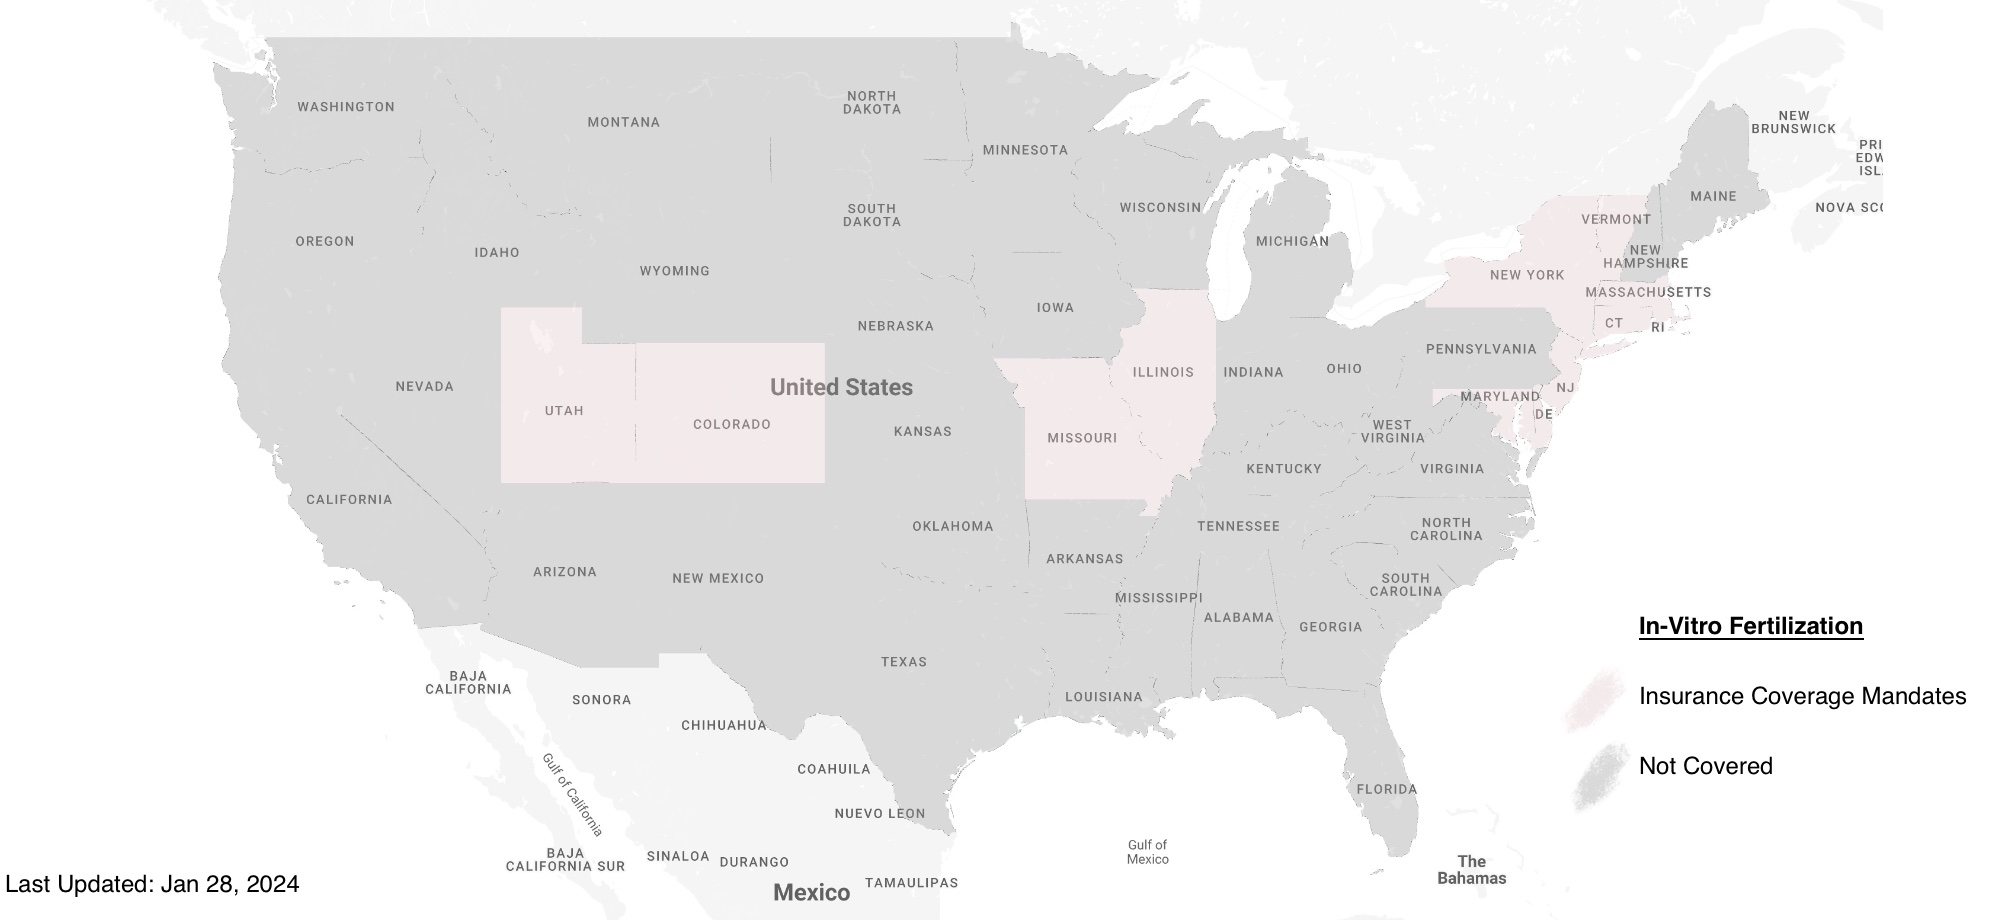 NORTH
DAKOTA
WASHINGTON
MONTANA
MINNESOTA
NEW
BRUNSWICK
PRI
EDW
ISL.
MAINE
NOVA SCO
SOUTH
DAKOTA
WISCONSIN
VERMONT
OREGON
IDAHO
MICHIGAN
NEW
HAMPSHIRE
WYOMING
NEW YORK
MASSACHUSETTS
IOWA
CT
RI
NEBRASKA
PENNSYLVANIA
NEVADA
United States
ILLINOIS
INDIANA
OHIO
NJ
MARYLAND
DE
UTAH
COLORADO
KANSAS
MISSOURI
WEST
VIRGINIA
KENTUCKY
VIRGINIA
CALIFORNIA
OKLAHOMA
TENNESSEE
NORTH
CAROLINA
ARKANSAS
ARIZONA
NEW MEXICO
SOUTH
CAROLINA
MISSISSIPPI
ALABAMA
GEORGIA
TEXAS
LOUISIANA
BAJA
CALIFORNIA
SONORA
CHIHUAHUA
COAHUILA
FLORIDA
Gulf of California
NUEVO LEON
Gulf of
Mexico
BAJA
CALIFORNIA SUR
SINALOA
DURANGO
The
Bahamas
TAMAULIPAS
Mexico
In-Vitro Fertilization
Insurance Coverage Mandates
Not Covered
Last Updated: Jan 28, 2024